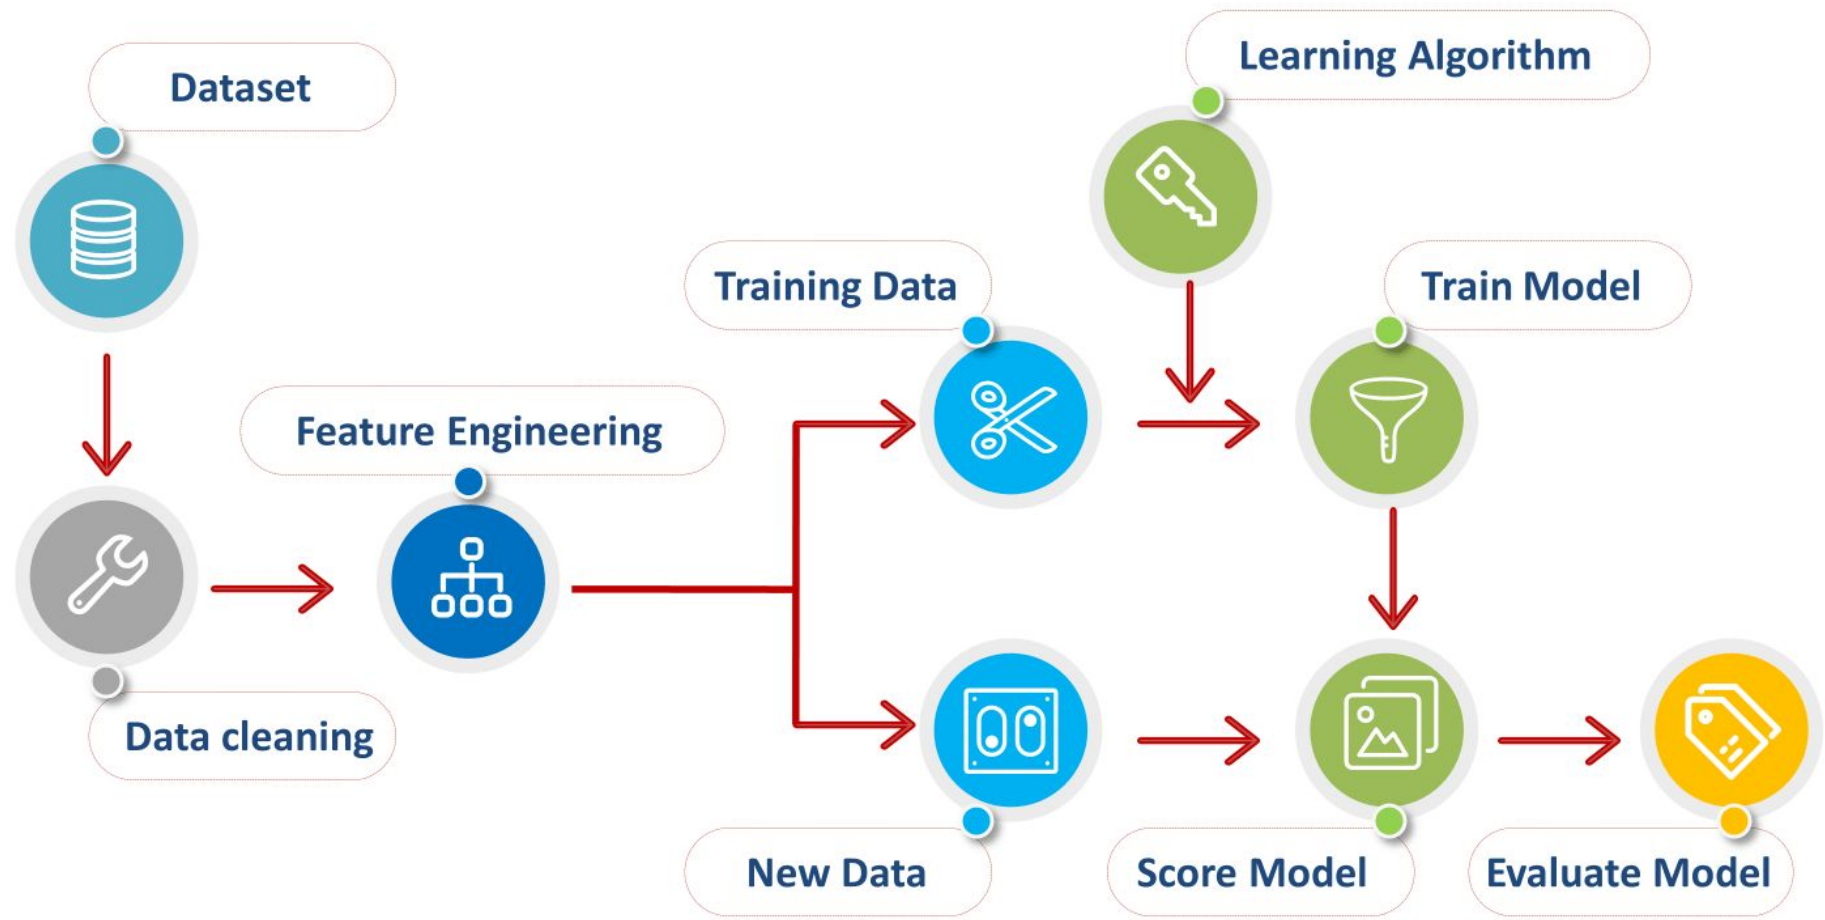 Learning Algorithm
Dataset
Training Data
Train Model
Feature Engineering
Data cleaning
New Data
Score Model
Evaluate Model